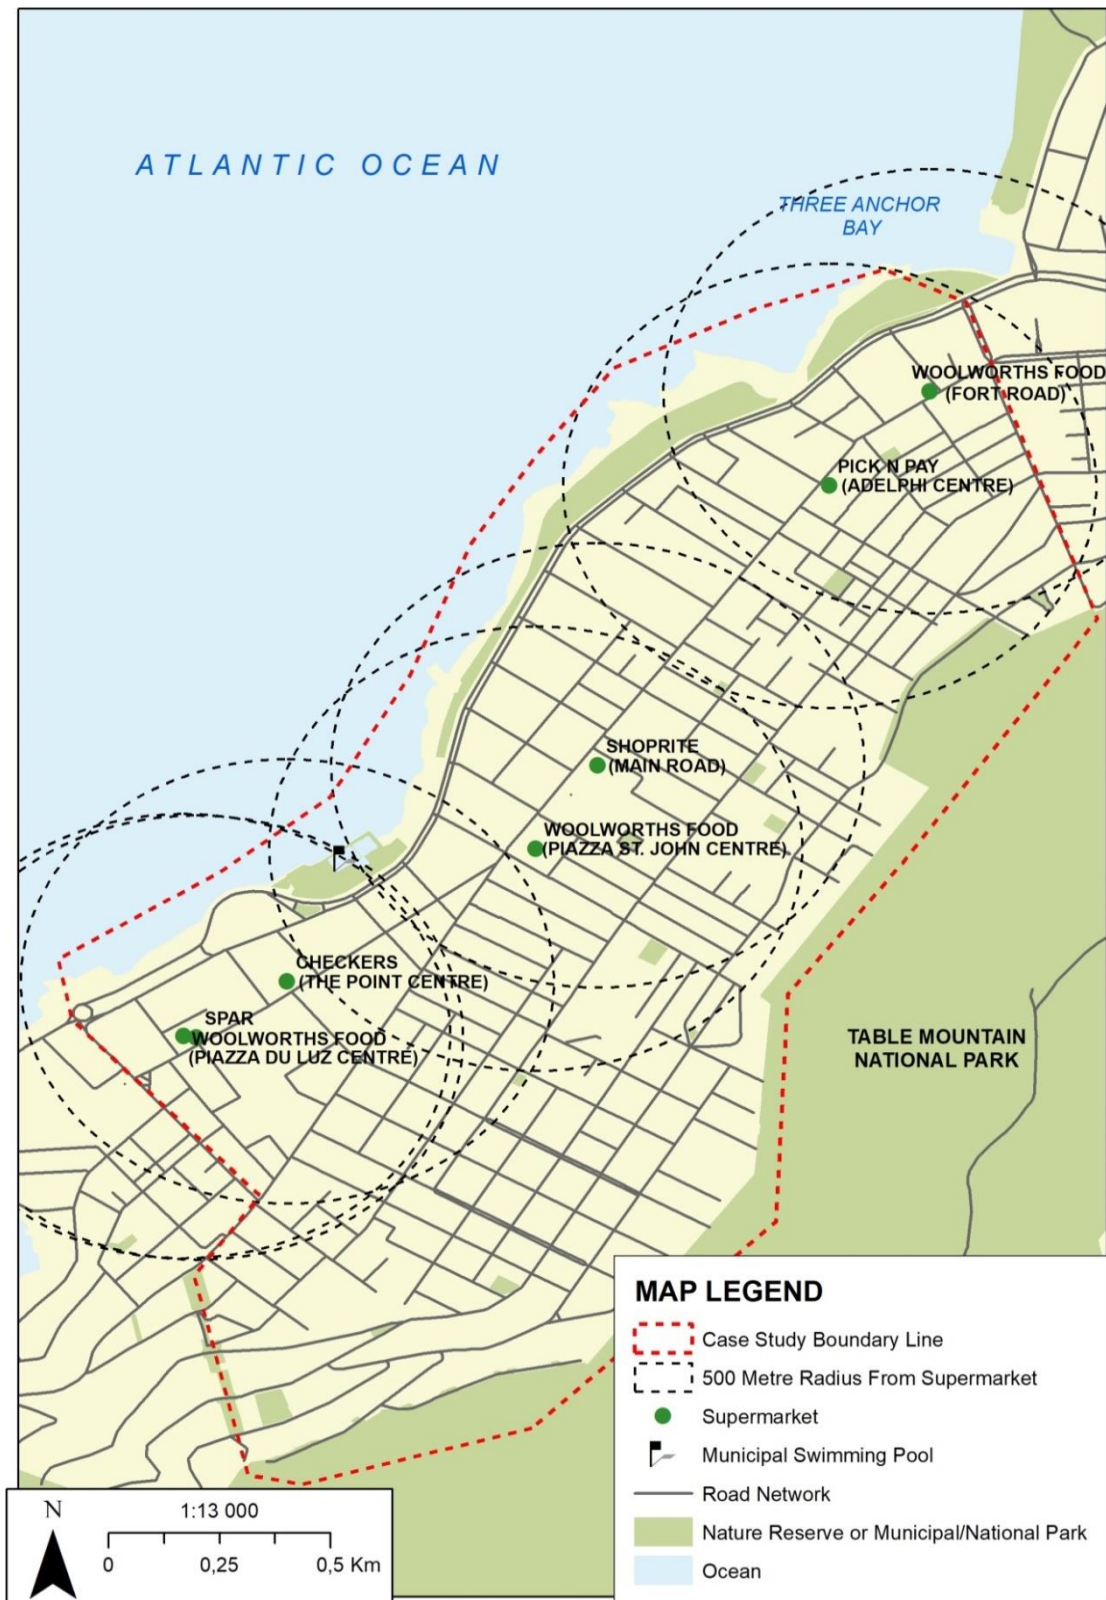 ATLANTIC OCEAN
THREE ANCHOR
BAY
WOOLWORTHS FOOD
(FORT ROAD)
PICK N PAY
(ADELPHI CENTRE)
SHOPRITE
(MAIN ROAD)
WOOLWORTHS FOOD
(PIAZZA ST. JOHN CENTRE)
CHECKERS
(THE POINT CENTRE)
SPAR
WOOLWORTHS FOOD
(PIAZZA DU LUZ CENTRE)
TABLE MOUNTAIN
NATIONAL PARK
MAP LEGEND
Case Study Boundary Line
500 Metre Radius From Supermarket
Supermarket
Municipal Swimming Pool
Road Network
Nature Reserve or Municipal/National Park
Ocean
N
1:13 000
0 0,25 0,5 Km